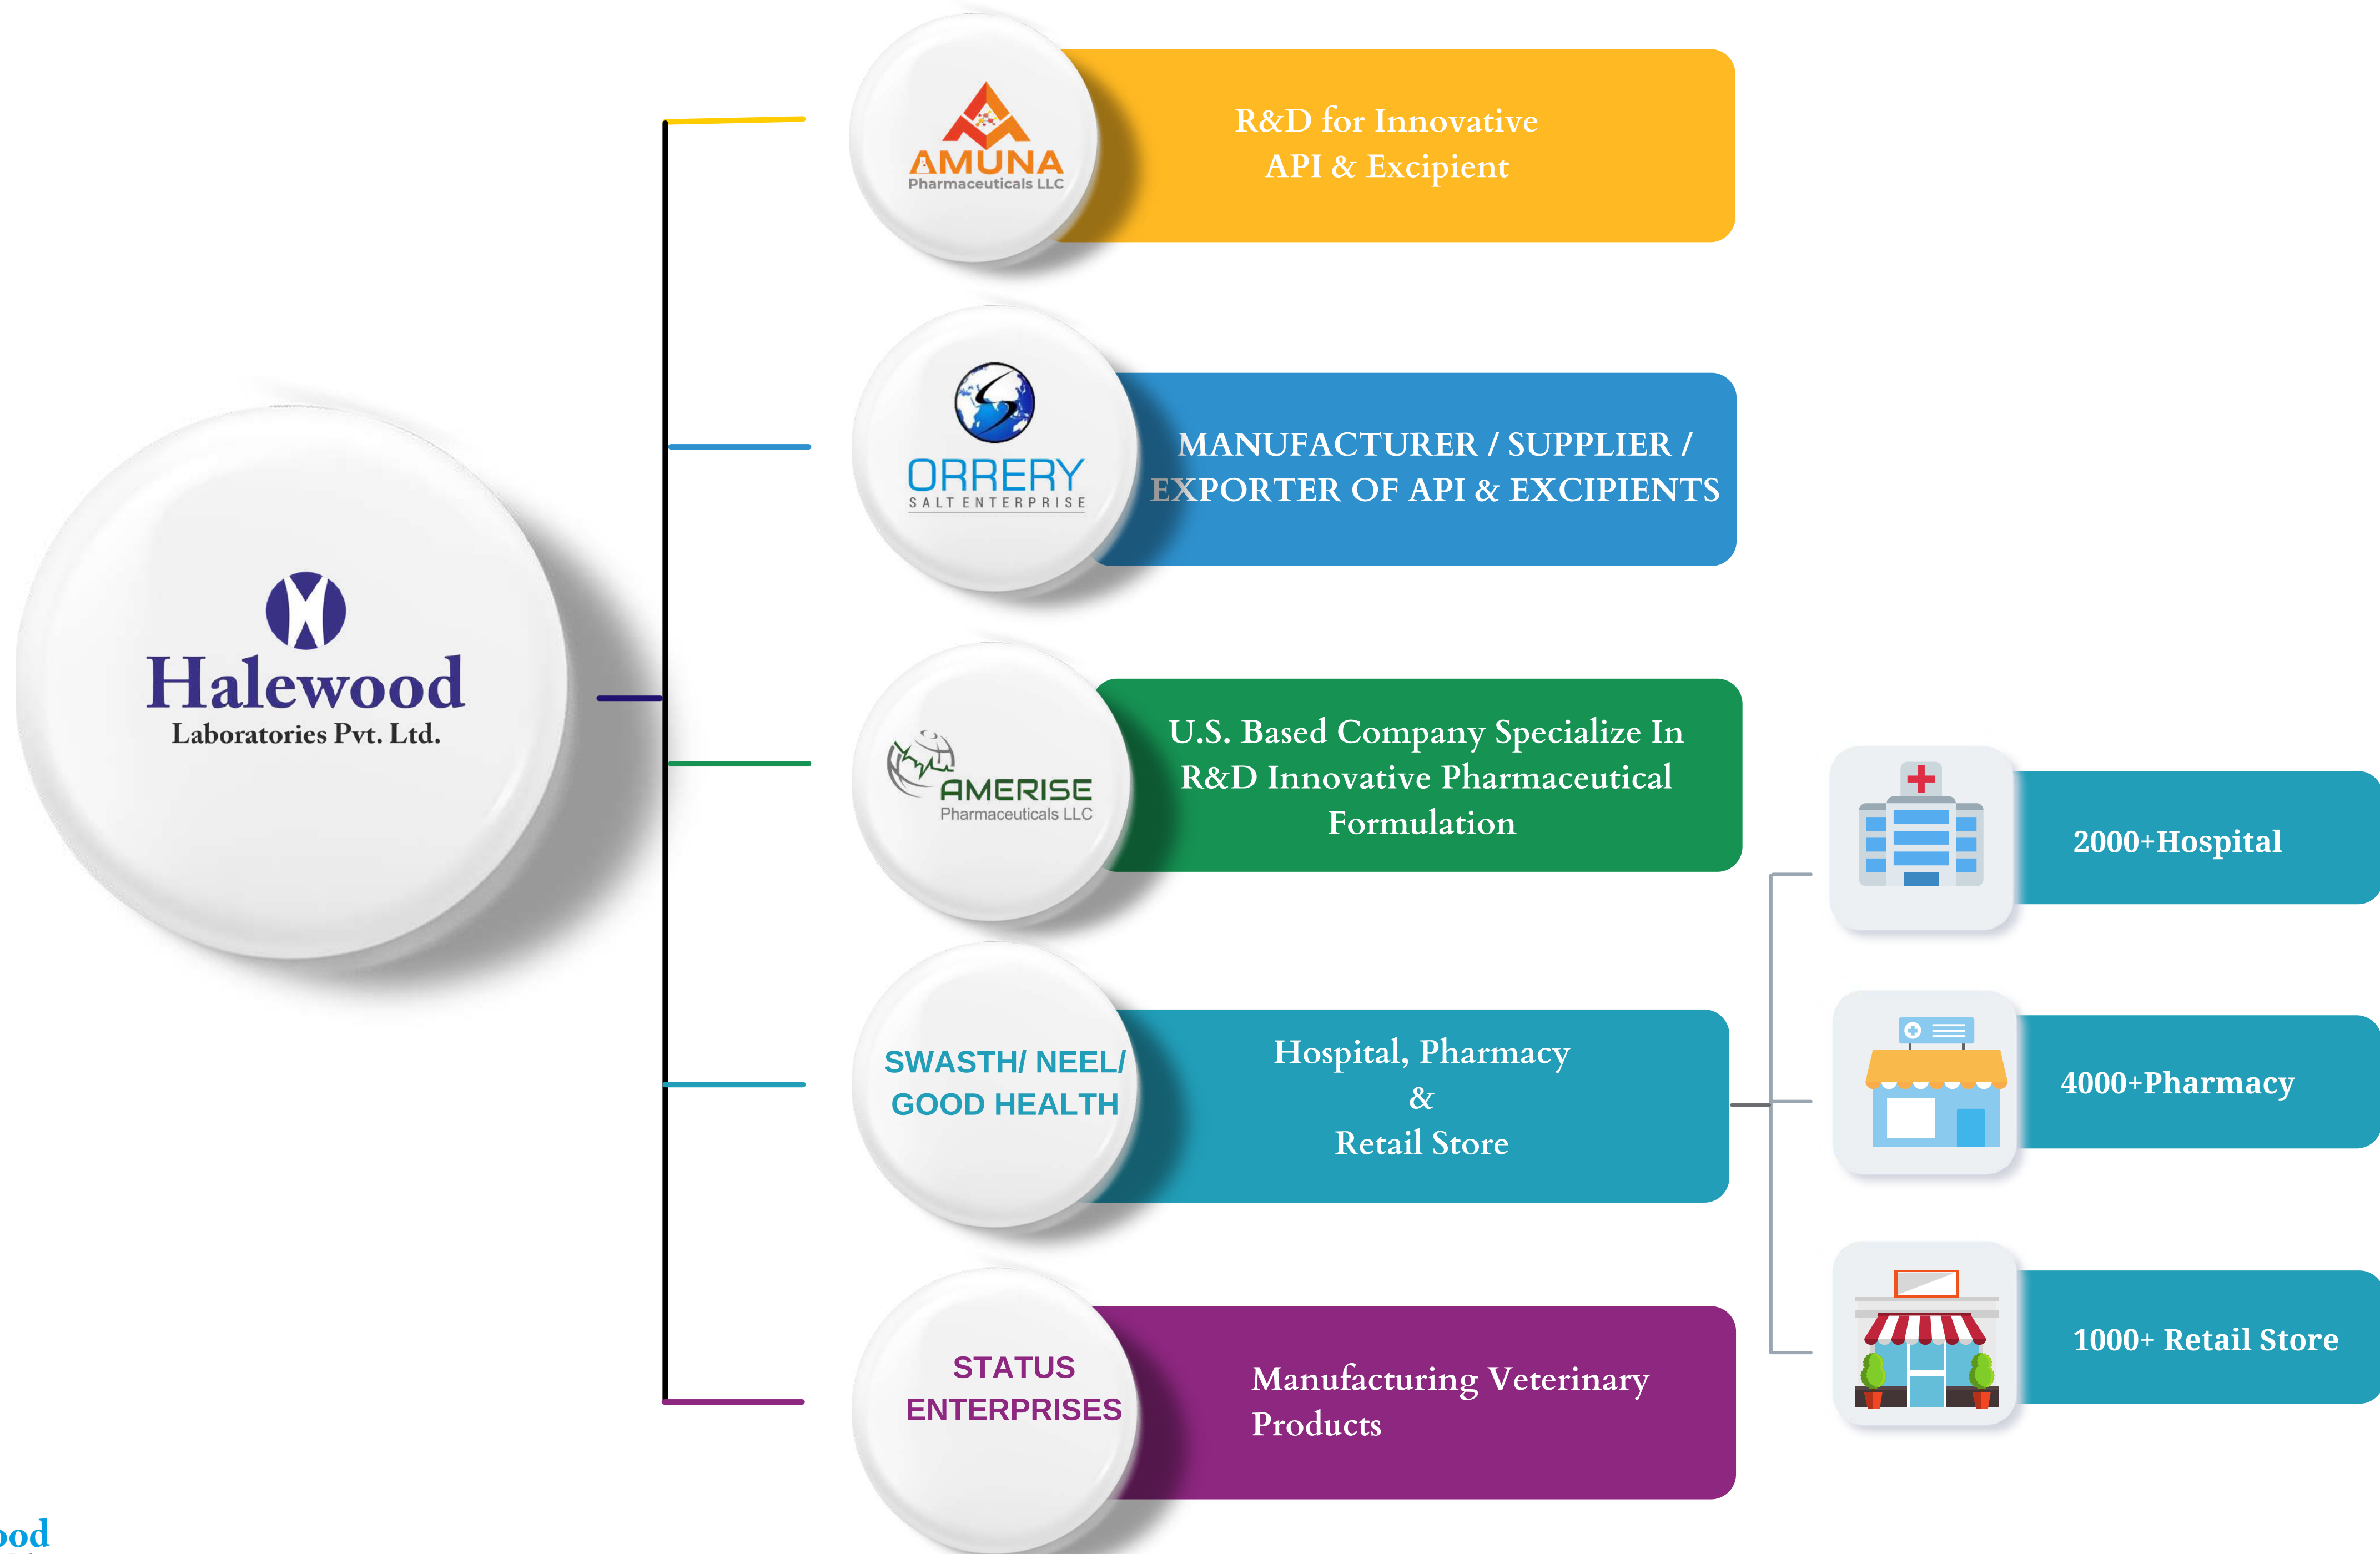 Halewood
Laboratories Pvt. Ltd.
AMUNA
Pharmaceuticals LLC
R&D for Innovative
API & Excipient
ORRERY
SALT ENTERPRISE
MANUFACTURER / SUPPLIER /
EXPORTER OF API & EXCIPIENTS
AMERISE
Pharmaceuticals LLC
U.S. Based Company Specialize In
R&D Innovative Pharmaceutical
Formulation
SWASTH/ NEEL/
GOOD HEALTH
Hospital, Pharmacy
&
Retail Store
2000+Hospital
4000+Pharmacy
1000+ Retail Store
STATUS
ENTERPRISES
Manufacturing Veterinary
Products